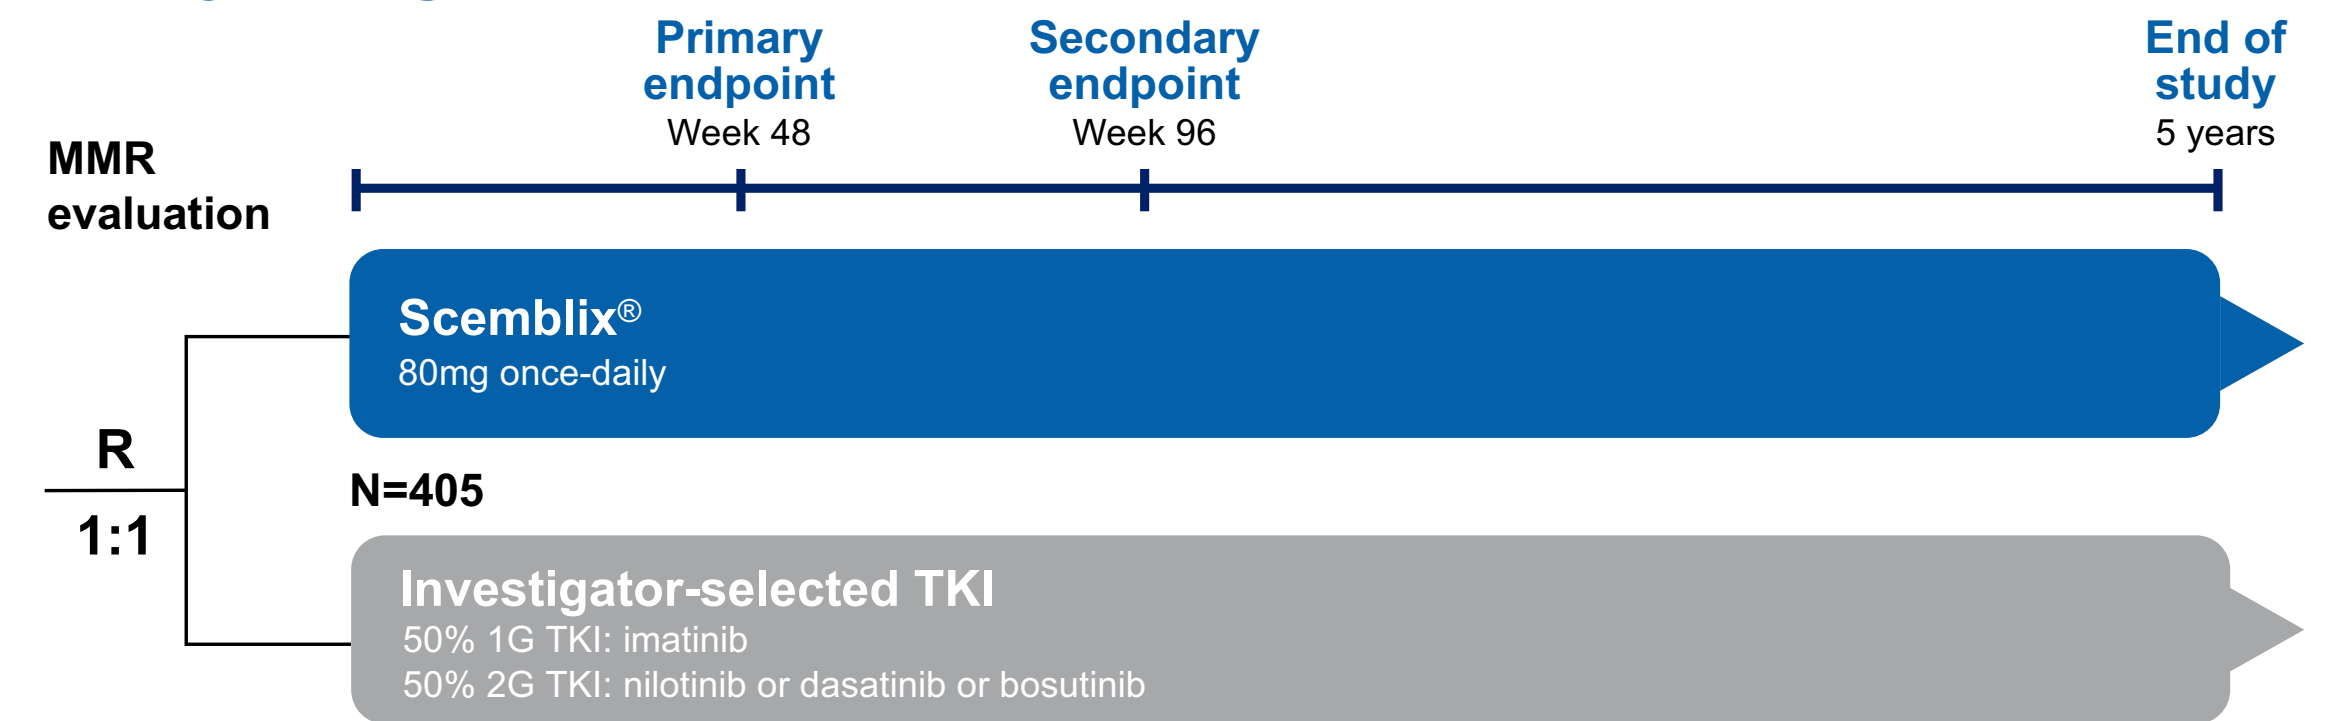 Primary
endpoint
Week 48
Secondary
endpoint
Week 96
End of
study
5 years
MMR
evaluation
Scemblix®
80mg once-daily
R
1:1
N=405
Investigator-selected TKI
50% 1G TKI: imatinib
50% 2G TKI: nilotinib or dasatinib or bosutinib